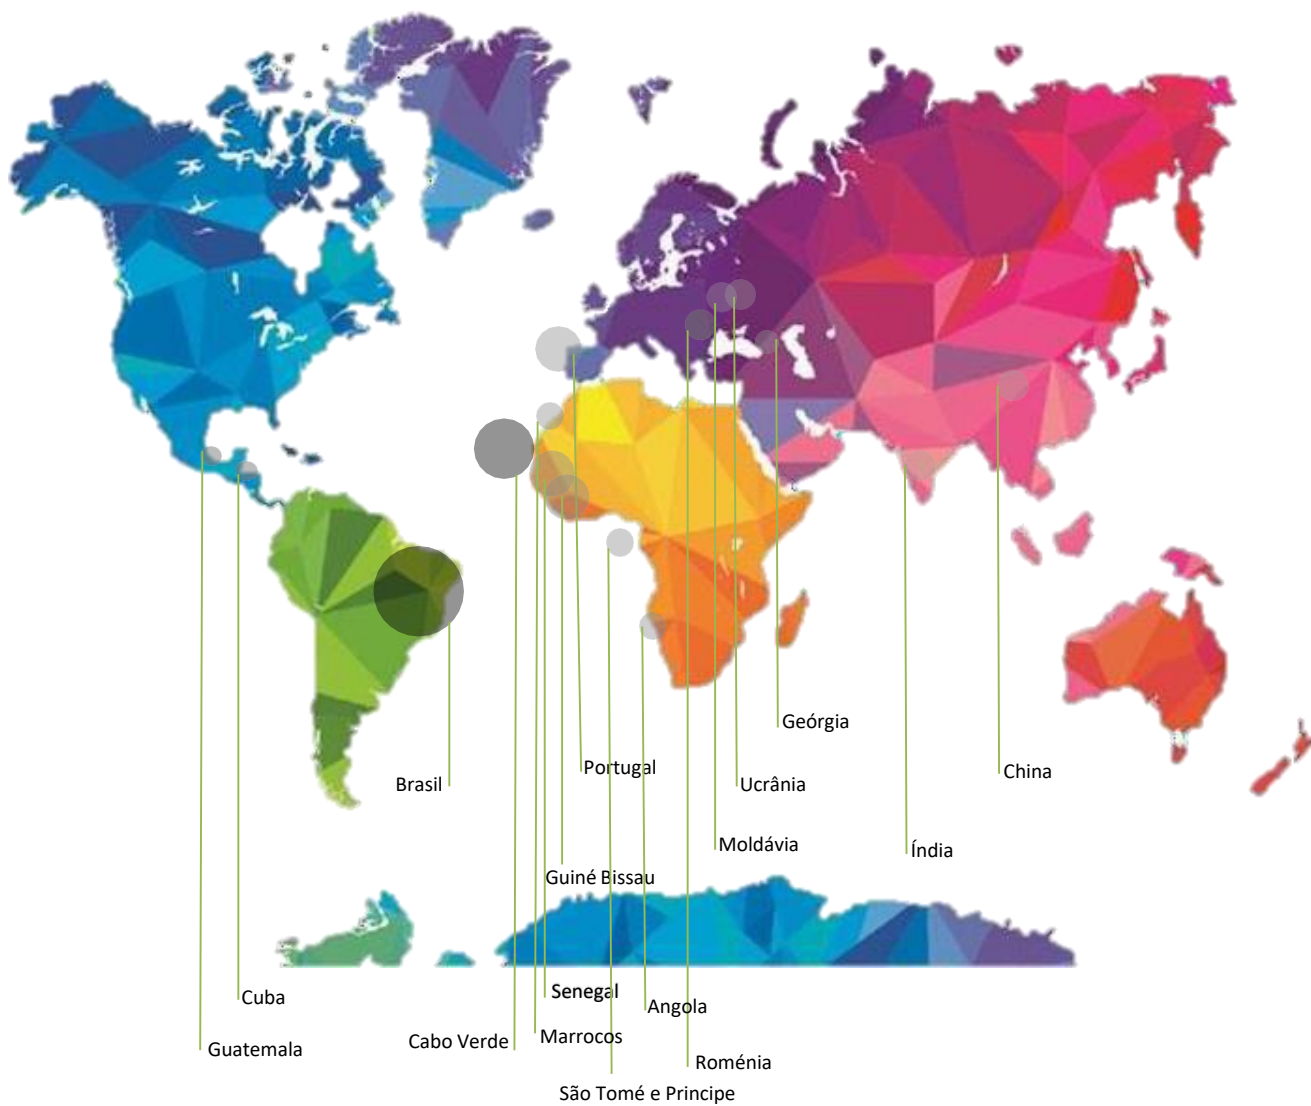 Geórgia
Portugal
China
Brasil
Ucrânia
Moldávia
Índia
Guiné Bissau
Senegal
Cuba
Angola
Marrocos
Cabo Verde
Guatemala
Roménia
São Tomé e Principe